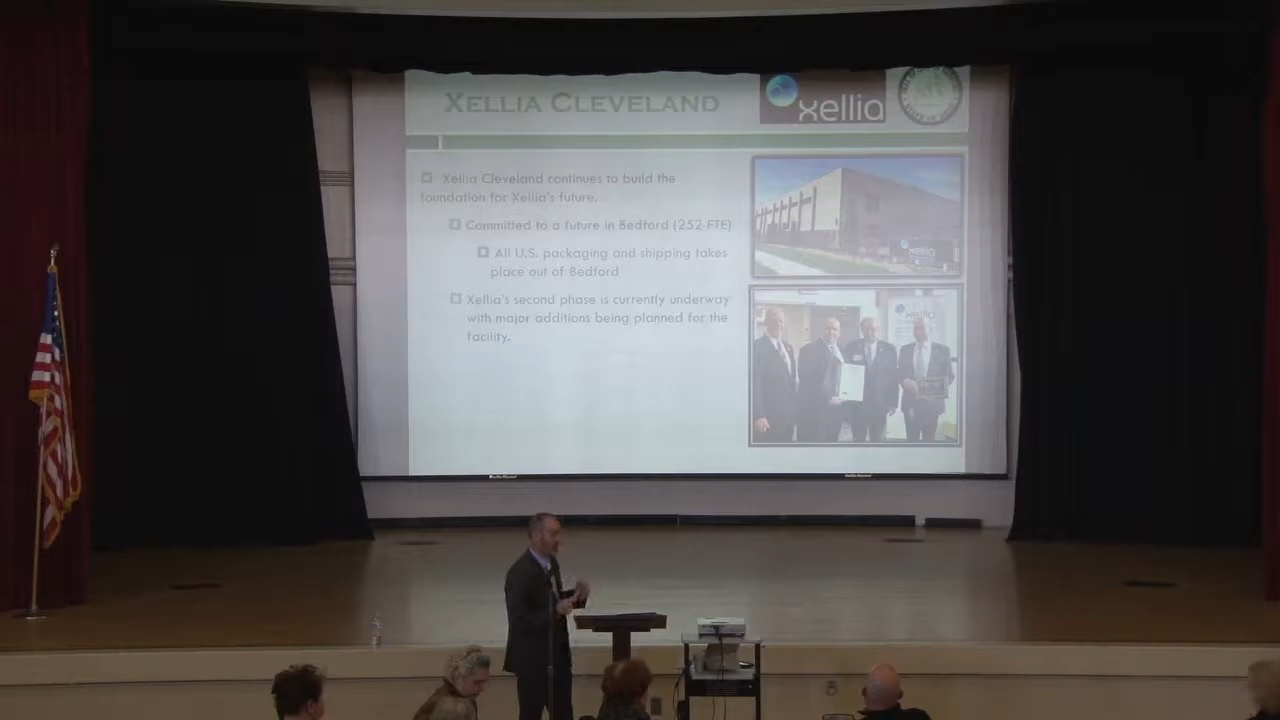 XELLIA CLEVELAND
xellia
Xellia Cleveland continues to build the
foundation for Xellia's future.
Committed to a future in Bedford (252 FTE)
All U.S. packaging and shipping takes
place out of Bedford
Xellia's second phase is currently underway
with major additions being planned for the
facility.
xellia
xellia